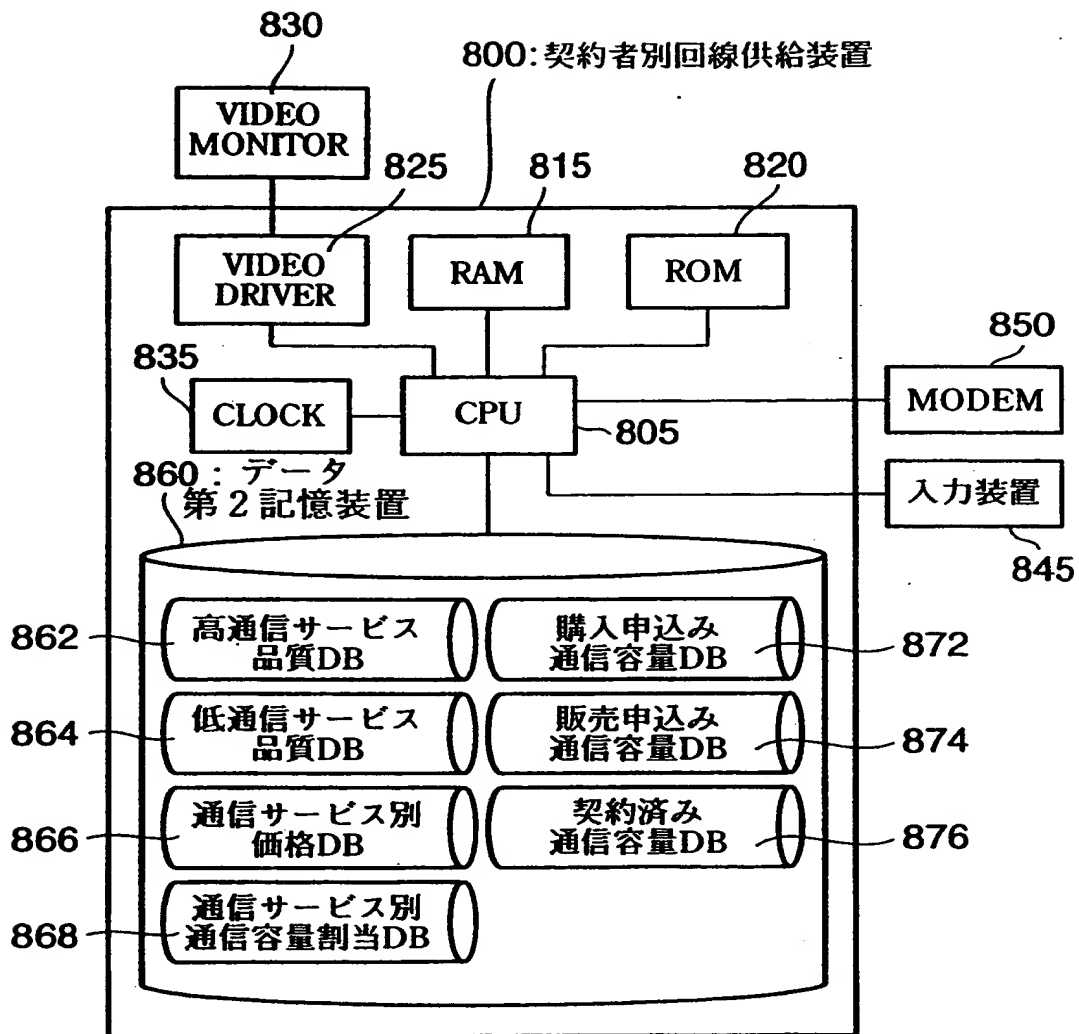 830
800:契約者別回線供給装置
VIDEO
MONITOR
825
815
820
VIDEO
DRIVER
RAM
ROM
835
850
CLOCK
CPU
805
MODEM
860:データ
第2記憶装置
入力装置
845
862
高通信サービス
品質DB
購入申込み
通信容量DB
872
864
低通信サービス
品質DB
販売申込み
通信容量DB
874
866
通信サービス別
価格DB
契約済み
通信容量DB
876
868
通信サービス別
通信容量割当DB